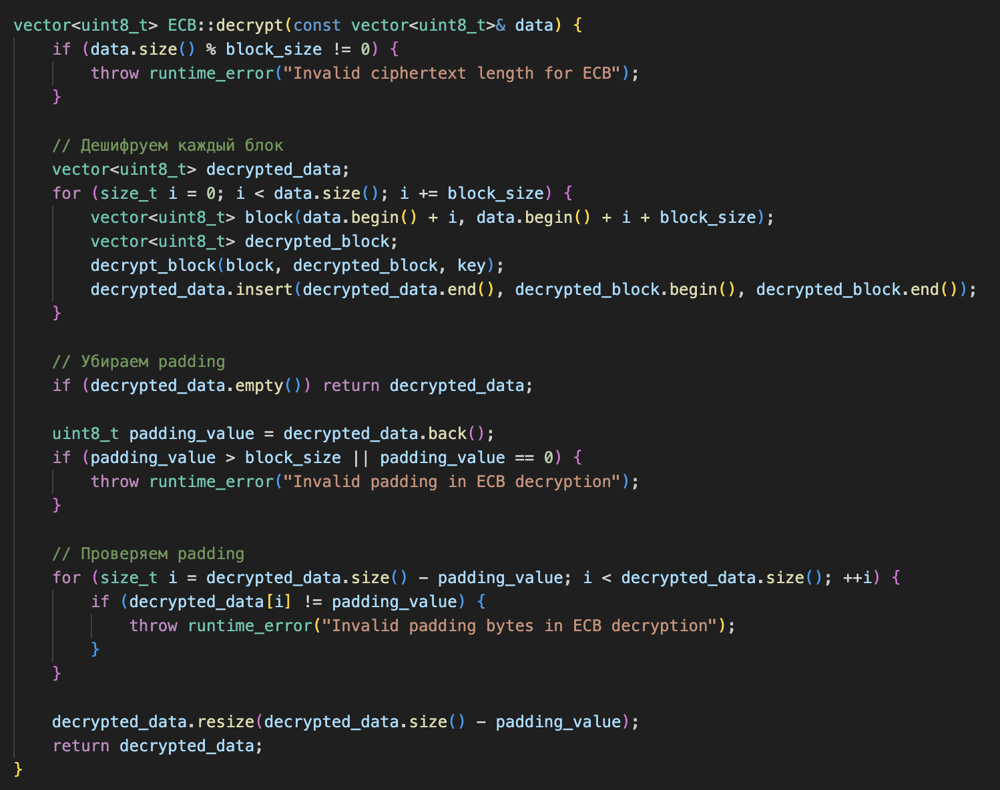 vector<uint8_t> ECB::decrypt(const vector<uint8_t>& data) {
    if (data.size() % block_size != 0) {
        throw runtime_error("Invalid ciphertext length for ECB");
    }

    // Дешифруем каждый блок
    vector<uint8_t> decrypted_data;
    for (size_t i = 0; i < data.size(); i += block_size) {
        vector<uint8_t> block(data.begin() + i, data.begin() + i + block_size);
        vector<uint8_t> decrypted_block;
        decrypt_block(block, decrypted_block, key);
        decrypted_data.insert(decrypted_data.end(), decrypted_block.begin(), decrypted_block.end());
    }

    // Убираем padding
    if (decrypted_data.empty()) return decrypted_data;

    uint8_t padding_value = decrypted_data.back();
    if (padding_value > block_size || padding_value == 0) {
        throw runtime_error("Invalid padding in ECB decryption");
    }

    // Проверяем padding
    for (size_t i = decrypted_data.size() - padding_value; i < decrypted_data.size(); ++i) {
        if (decrypted_data[i] != padding_value) {
            throw runtime_error("Invalid padding bytes in ECB decryption");
        }
    }

    decrypted_data.resize(decrypted_data.size() - padding_value);
    return decrypted_data;
}